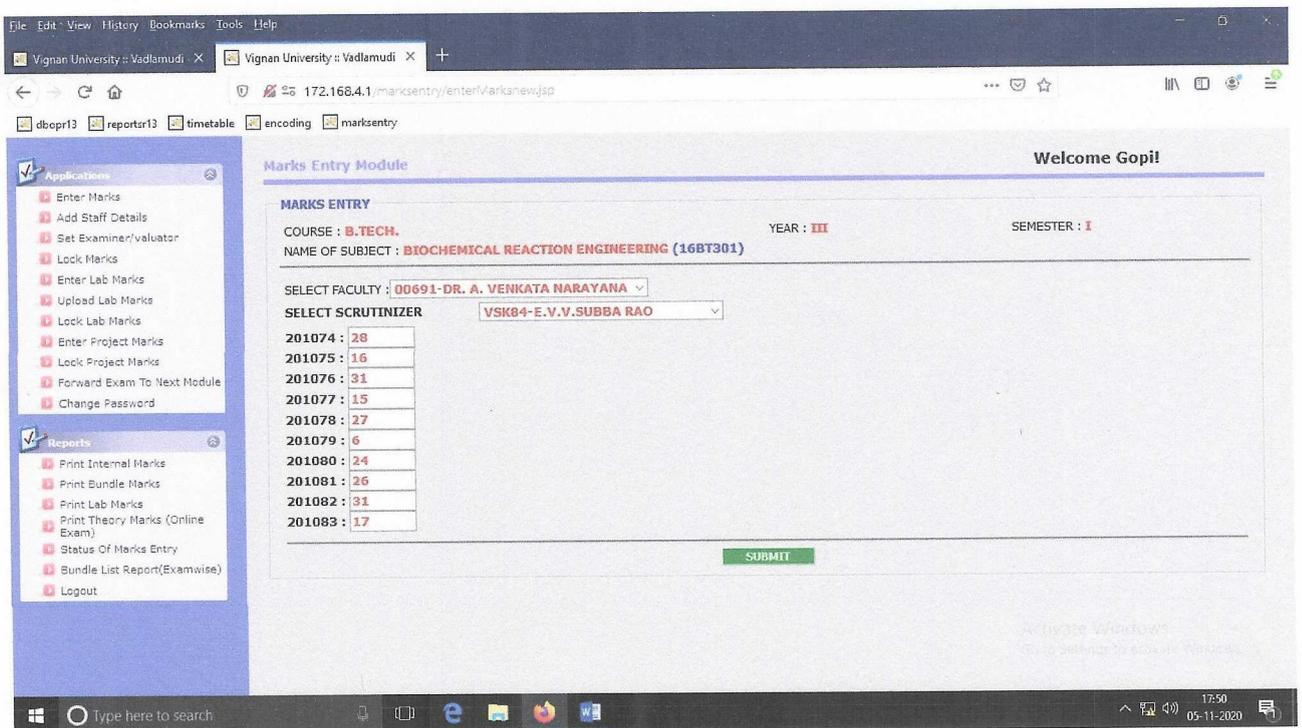 File Edit View History Bookmarks Tools Help
Vignan University :: Vadlamudi × Vignan University :: Vadlamudi × +
172.168.4.1/marksentry/enterMarksnew.jsp
dbopr13 reportsr13 timetable encoding marksentry
Applications
Enter Marks
Add Staff Details
Set Examiner/valuator
Lock Marks
Enter Lab Marks
Upload Lab Marks
Lock Lab Marks
Enter Project Marks
Lock Project Marks
Forward Exam To Next Module
Change Password
Reports
Print Internal Marks
Print Bundle Marks
Print Lab Marks
Print Theory Marks (Online
Exam)
Status Of Marks Entry
Bundle List Report(Examwise)
Logout
Marks Entry Module Welcome Gopi!
MARKS ENTRY
COURSE : B.TECH. YEAR : III SEMESTER : I
NAME OF SUBJECT : BIOCHEMICAL REACTION ENGINEERING (16BT301)
SELECT FACULTY : 00691-DR. A. VENKATA NARAYANA
SELECT SCRUTINIZER VSK84-E.V.V.SUBBA RAO
201074 : 28
201075 : 16
201076 : 31
201077 : 15
201078 : 27
201079 : 6
201080 : 24
201081 : 26
201082 : 31
201083 : 17
SUBMIT
Activate Windows
Go to Settings to activate Windows.
Type here to search
17:50
05-11-2020